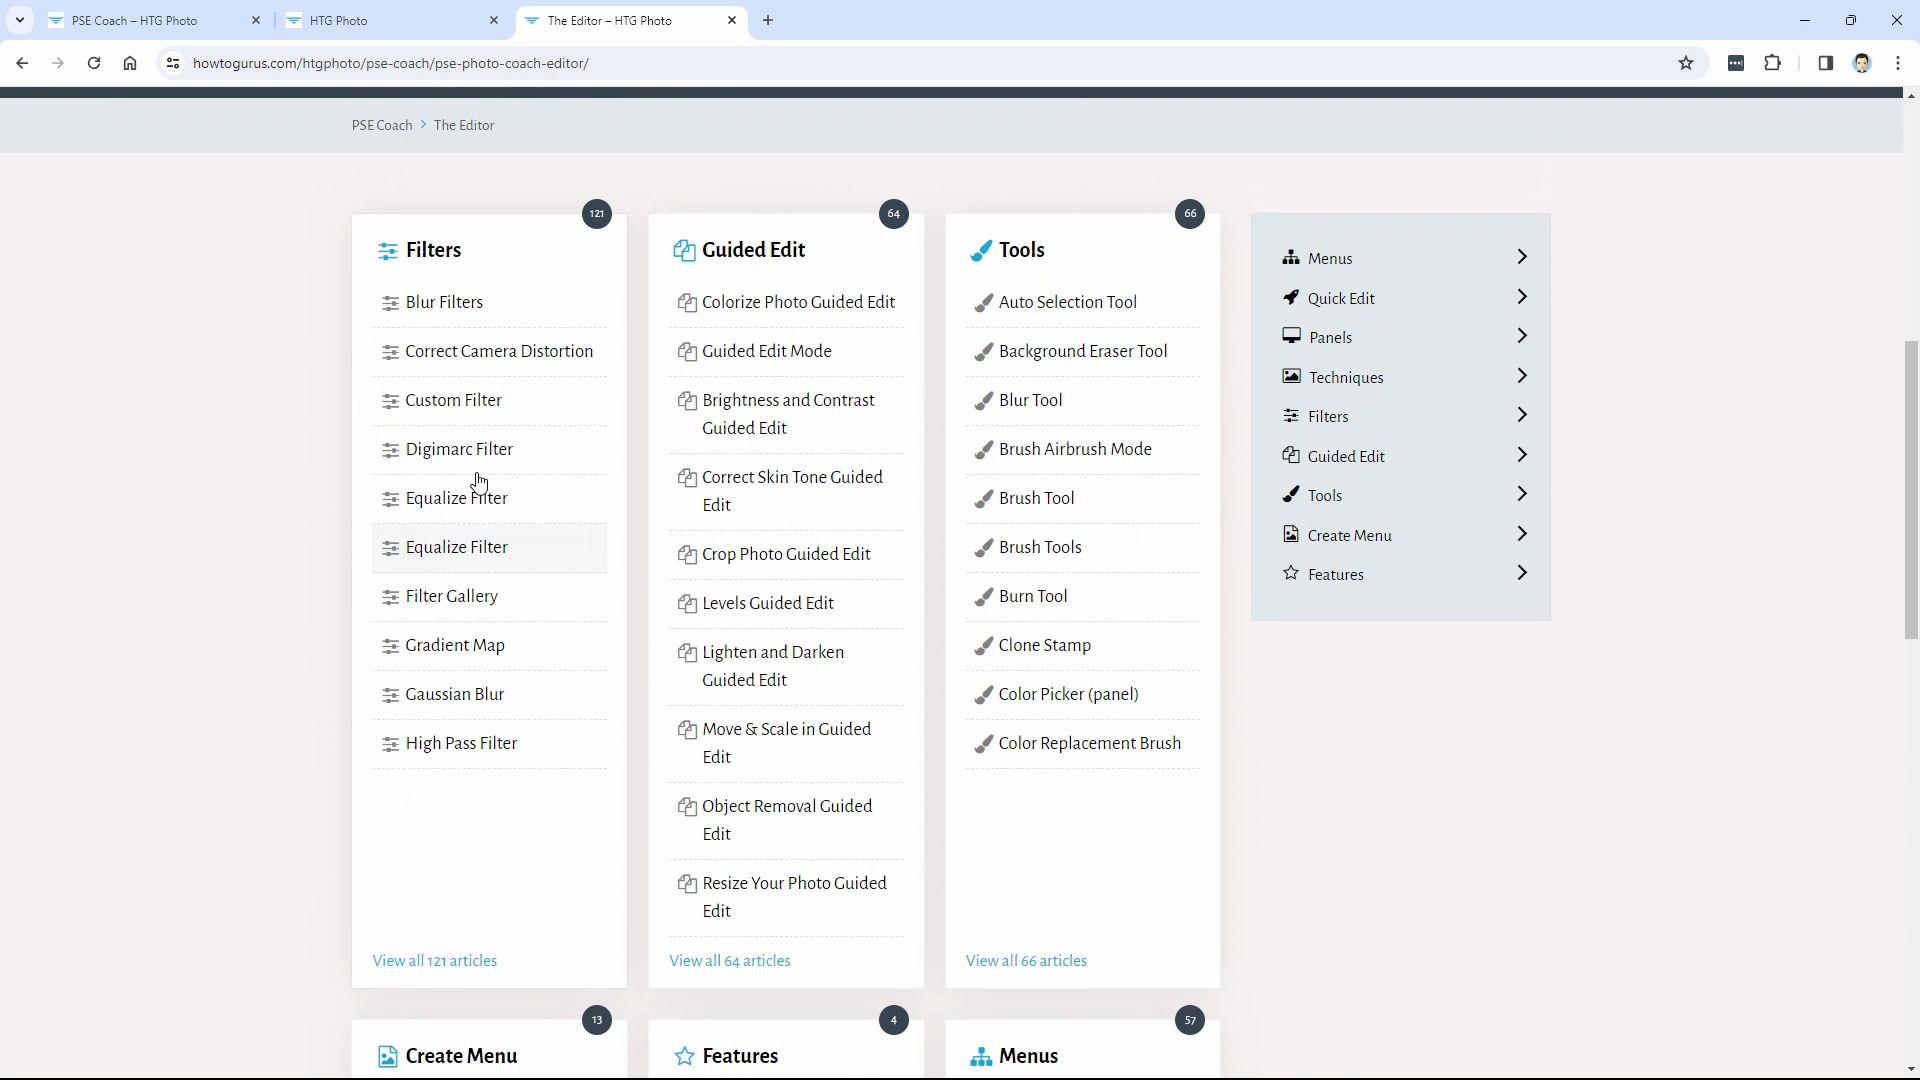 PSE Coach – HTG Photo
HTG Photo
The Editor – HTG Photo
howtogurus.com/htgphoto/pse-coach/pse-photo-coach-editor/
PSE Coach > The Editor
121
Filters
Blur Filters
Correct Camera Distortion
Custom Filter
Digimarc Filter
Equalize Filter
Equalize Filter
Filter Gallery
Gradient Map
Gaussian Blur
High Pass Filter
View all 121 articles
64
Guided Edit
Colorize Photo Guided Edit
Guided Edit Mode
Brightness and Contrast
Guided Edit
Correct Skin Tone Guided
Edit
Crop Photo Guided Edit
Levels Guided Edit
Lighten and Darken
Guided Edit
Move & Scale in Guided
Edit
Object Removal Guided
Edit
Resize Your Photo Guided
Edit
View all 64 articles
66
Tools
Auto Selection Tool
Background Eraser Tool
Blur Tool
Brush Airbrush Mode
Brush Tool
Brush Tools
Burn Tool
Clone Stamp
Color Picker (panel)
Color Replacement Brush
View all 66 articles
Menus
Quick Edit
Panels
Techniques
Filters
Guided Edit
Tools
Create Menu
Features
13
Create Menu
4
Features
57
Menus